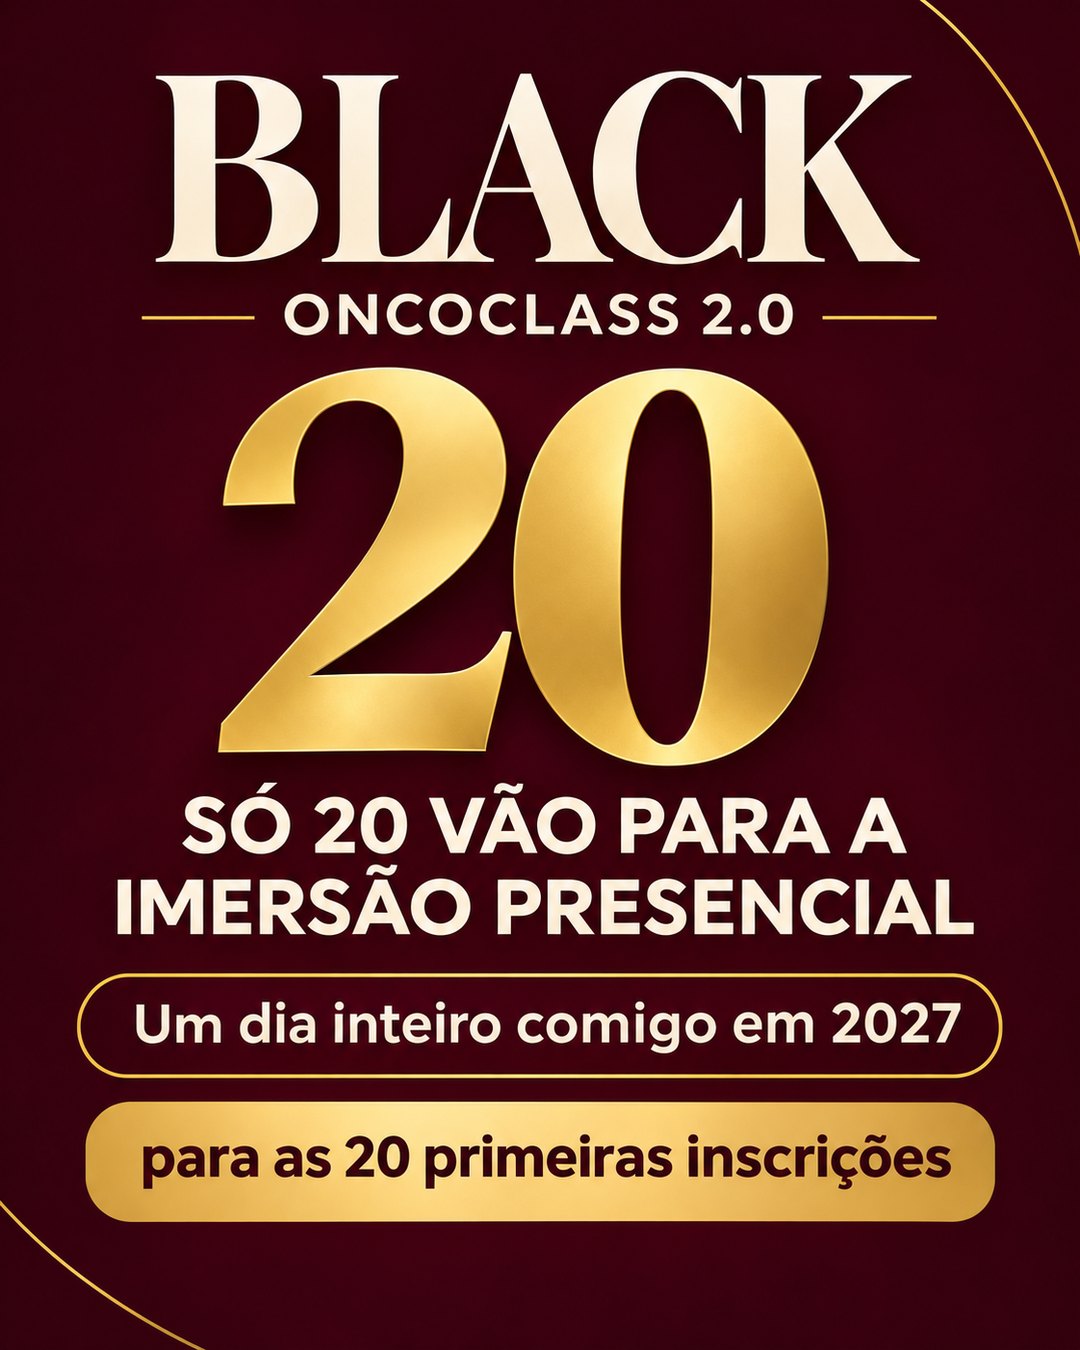 BLACK
ONCOCLASS 2.0
20
SÓ 20 VÃO PARA A
IMERSÃO PRESENCIAL
Um dia inteiro comigo em 2027
para as 20 primeiras inscrições